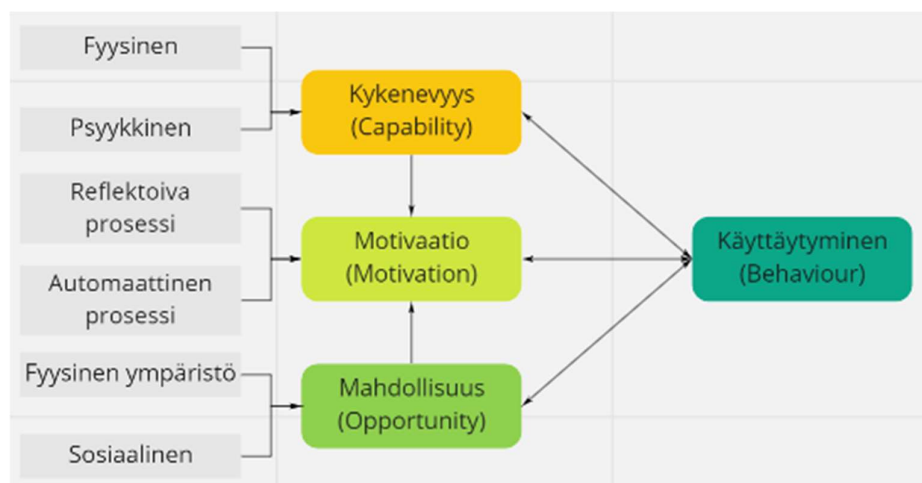 Fyysinen
Psyykkinen
Reflektoiva
prosessi
Automaattinen
prosessi
Fyysinen ympäristö
Sosiaalinen
Kykenevyys
(Capability)
Motivaatio
(Motivation)
Mahdollisuus
(Opportunity)
Käyttäytyminen
(Behaviour)